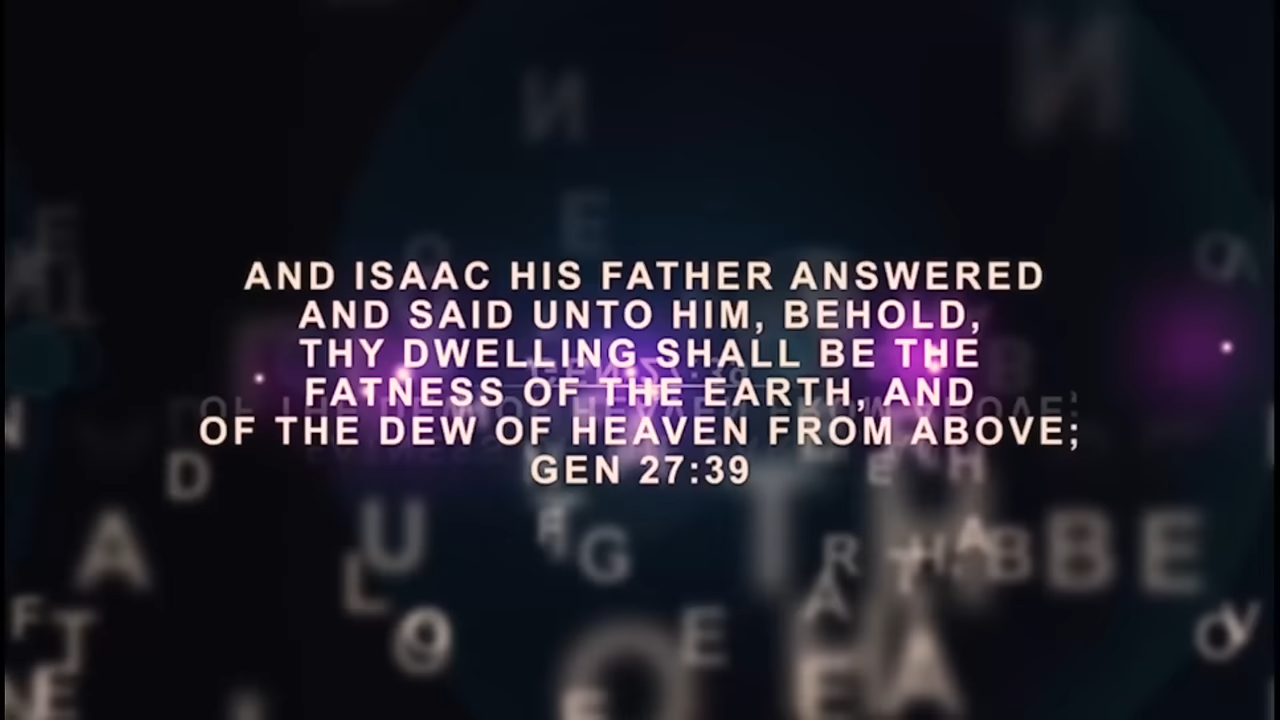 AND ISAAC HIS FATHER ANSWERED
AND SAID UNTO HIM, BEHOLD,
THY DWELLING SHALL BE THE
FATNESS OF THE EARTH, AND
OF THE DEW OF HEAVEN FROM ABOVE;
GEN 27:39